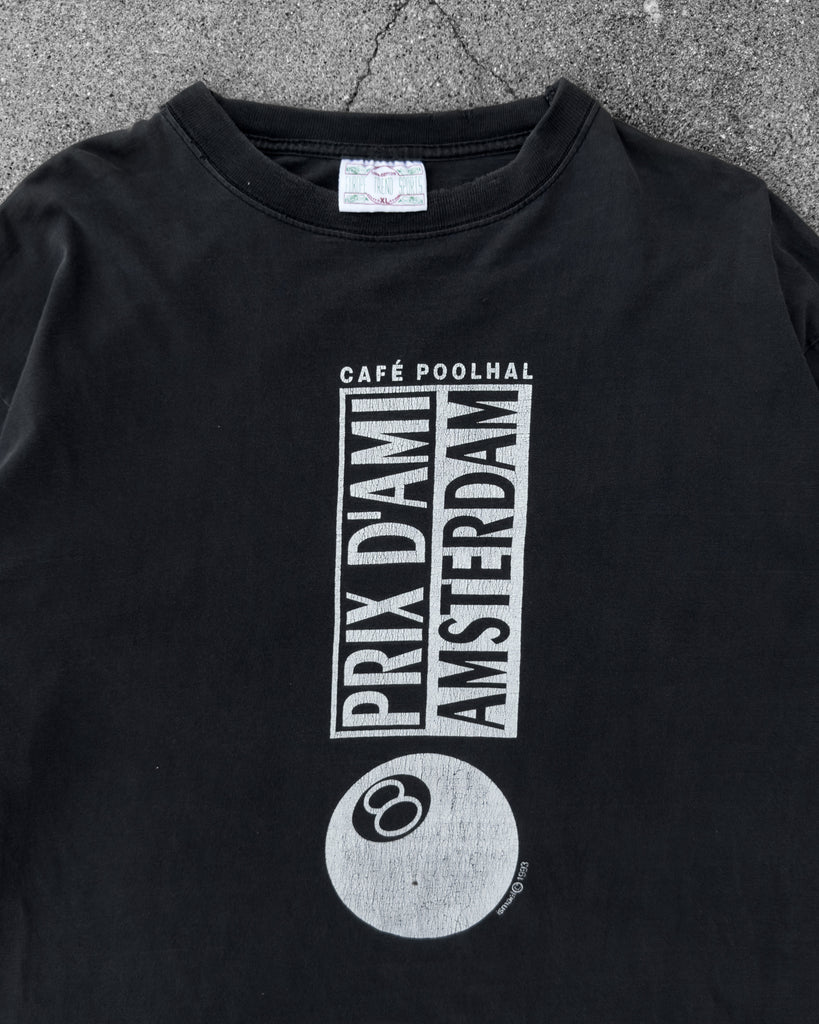 XL
CAFÉ POOLHAL
PRIX D'AMI
AMSTERDAM
8
© 1993